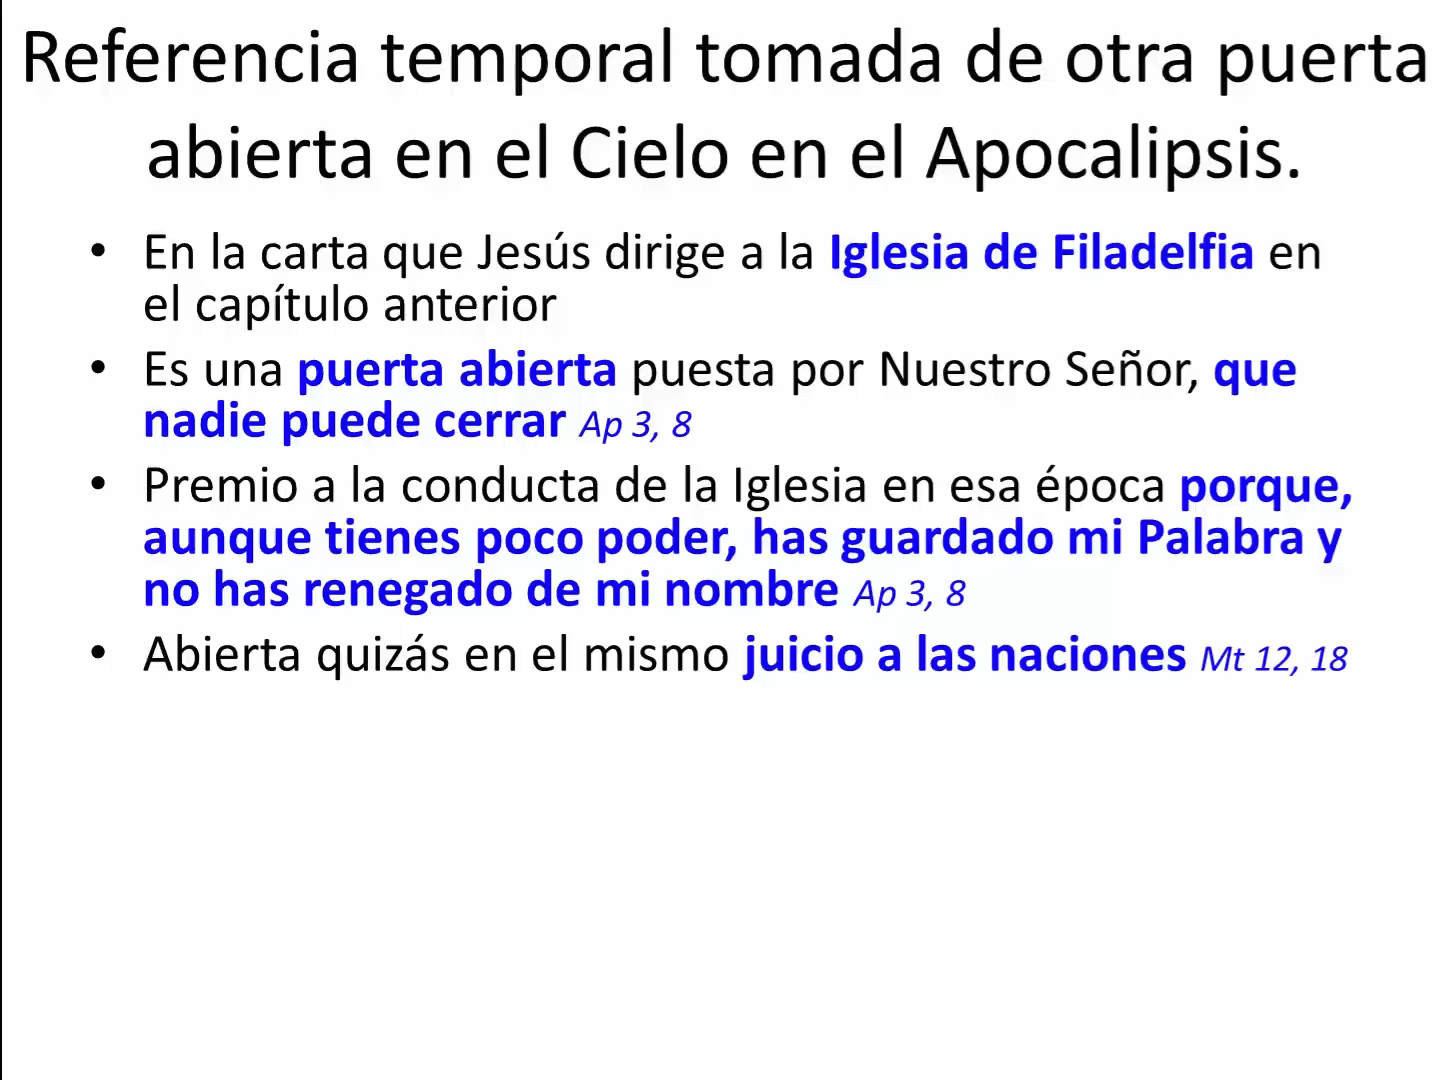 Referencia temporal tomada de otra puerta
abierta en el Cielo en el Apocalipsis.
• En la carta que Jesús dirige a la Iglesia de Filadelfia en
el capítulo anterior
• Es una puerta abierta puesta por Nuestro Señor, que
nadie puede cerrar Ap 3, 8
• Premio a la conducta de la Iglesia en esa época porque,
aunque tienes poco poder, has guardado mi Palabra y
no has renegado de mi nombre Ap 3, 8
• Abierta quizás en el mismo juicio a las naciones Mt 12, 18